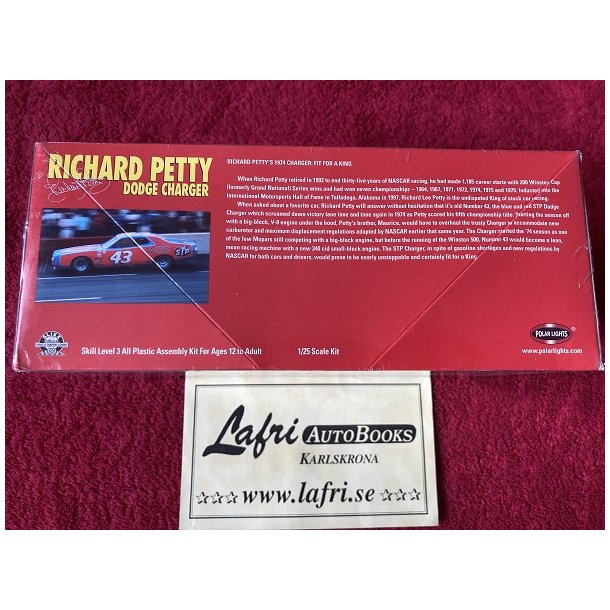 RICHARD PETTY
DODGE CHARGER
RICHARD PETTY'S 1974 CHARGER: FIT FOR A KING
When Richard Petty retired in 1992 to end thirty-five years of NASCAR racing, he had made 1,185 career starts with 200 Winston Cup
(formerly Grand National) Series wins and had won seven championships – 1964, 1967, 1971, 1972, 1974, 1975 and 1979. Inducted into the
International Motorsports Hall of Fame in Talladega, Alabama in 1997, Richard Lee Petty is the undisputed King of stock car racing.
When asked about a favorite car, Richard Petty will answer without hesitation that it's old Number 43, the blue and red STP Dodge
Charger which screamed down victory lane time and time again in 1974 as Petty scored his fifth championship title. Starting the season off
with a big-block, V-8 engine under the hood, Petty's brother, Maurice, would have to overhaul the trusty Charger to accommodate new
carburetor and maximum displacement regulations adopted by NASCAR earlier that same year. The Charger started the '74 season as one
of the few Mopars still competing with a big-block engine, but before the running of the Winston 500, Number 43 would become a lean,
mean racing machine with a new 340 cid small-block engine. The STP Charger, in spite of gasoline shortages and new regulations by
NASCAR for both cars and drivers, would prove to be nearly unstoppable and certainly fit for a King.
43
STP
POLAR LIGHTS
Skill Level 3 All Plastic Assembly Kit For Ages 12 to Adult
1/25 Scale Kit
www.polarlights.com
Lafri AUTOBOOKS
KARLSKRONA
www.lafri.se